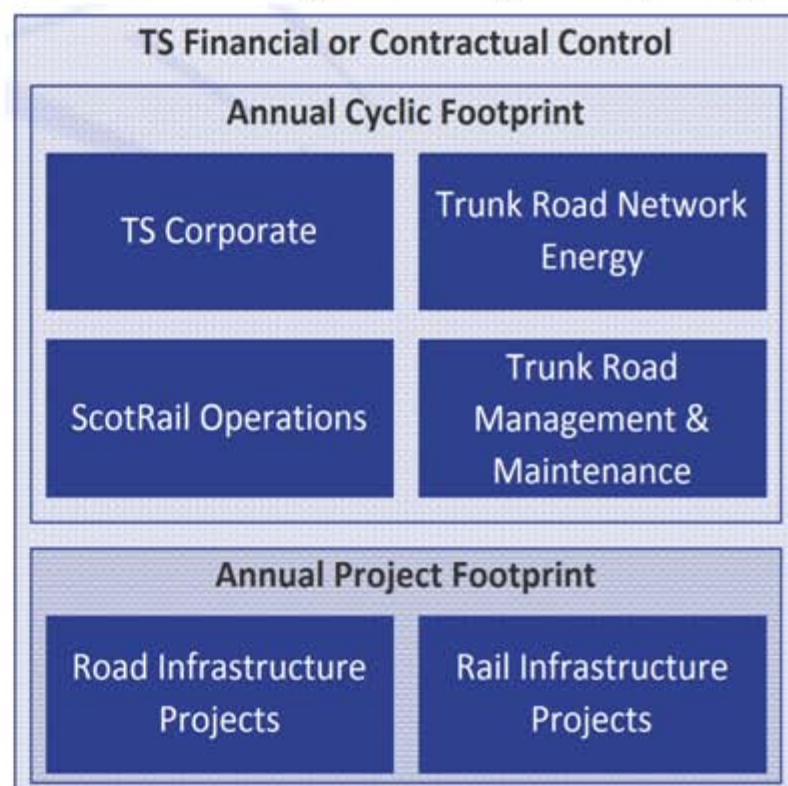 TS Financial or Contractual Control
Annual Cyclic Footprint
TS Corporate
Trunk Road Network
Energy
ScotRail Operations
Trunk Road
Management &
Maintenance
Annual Project Footprint
Road Infrastructure
Projects
Rail Infrastructure
Projects